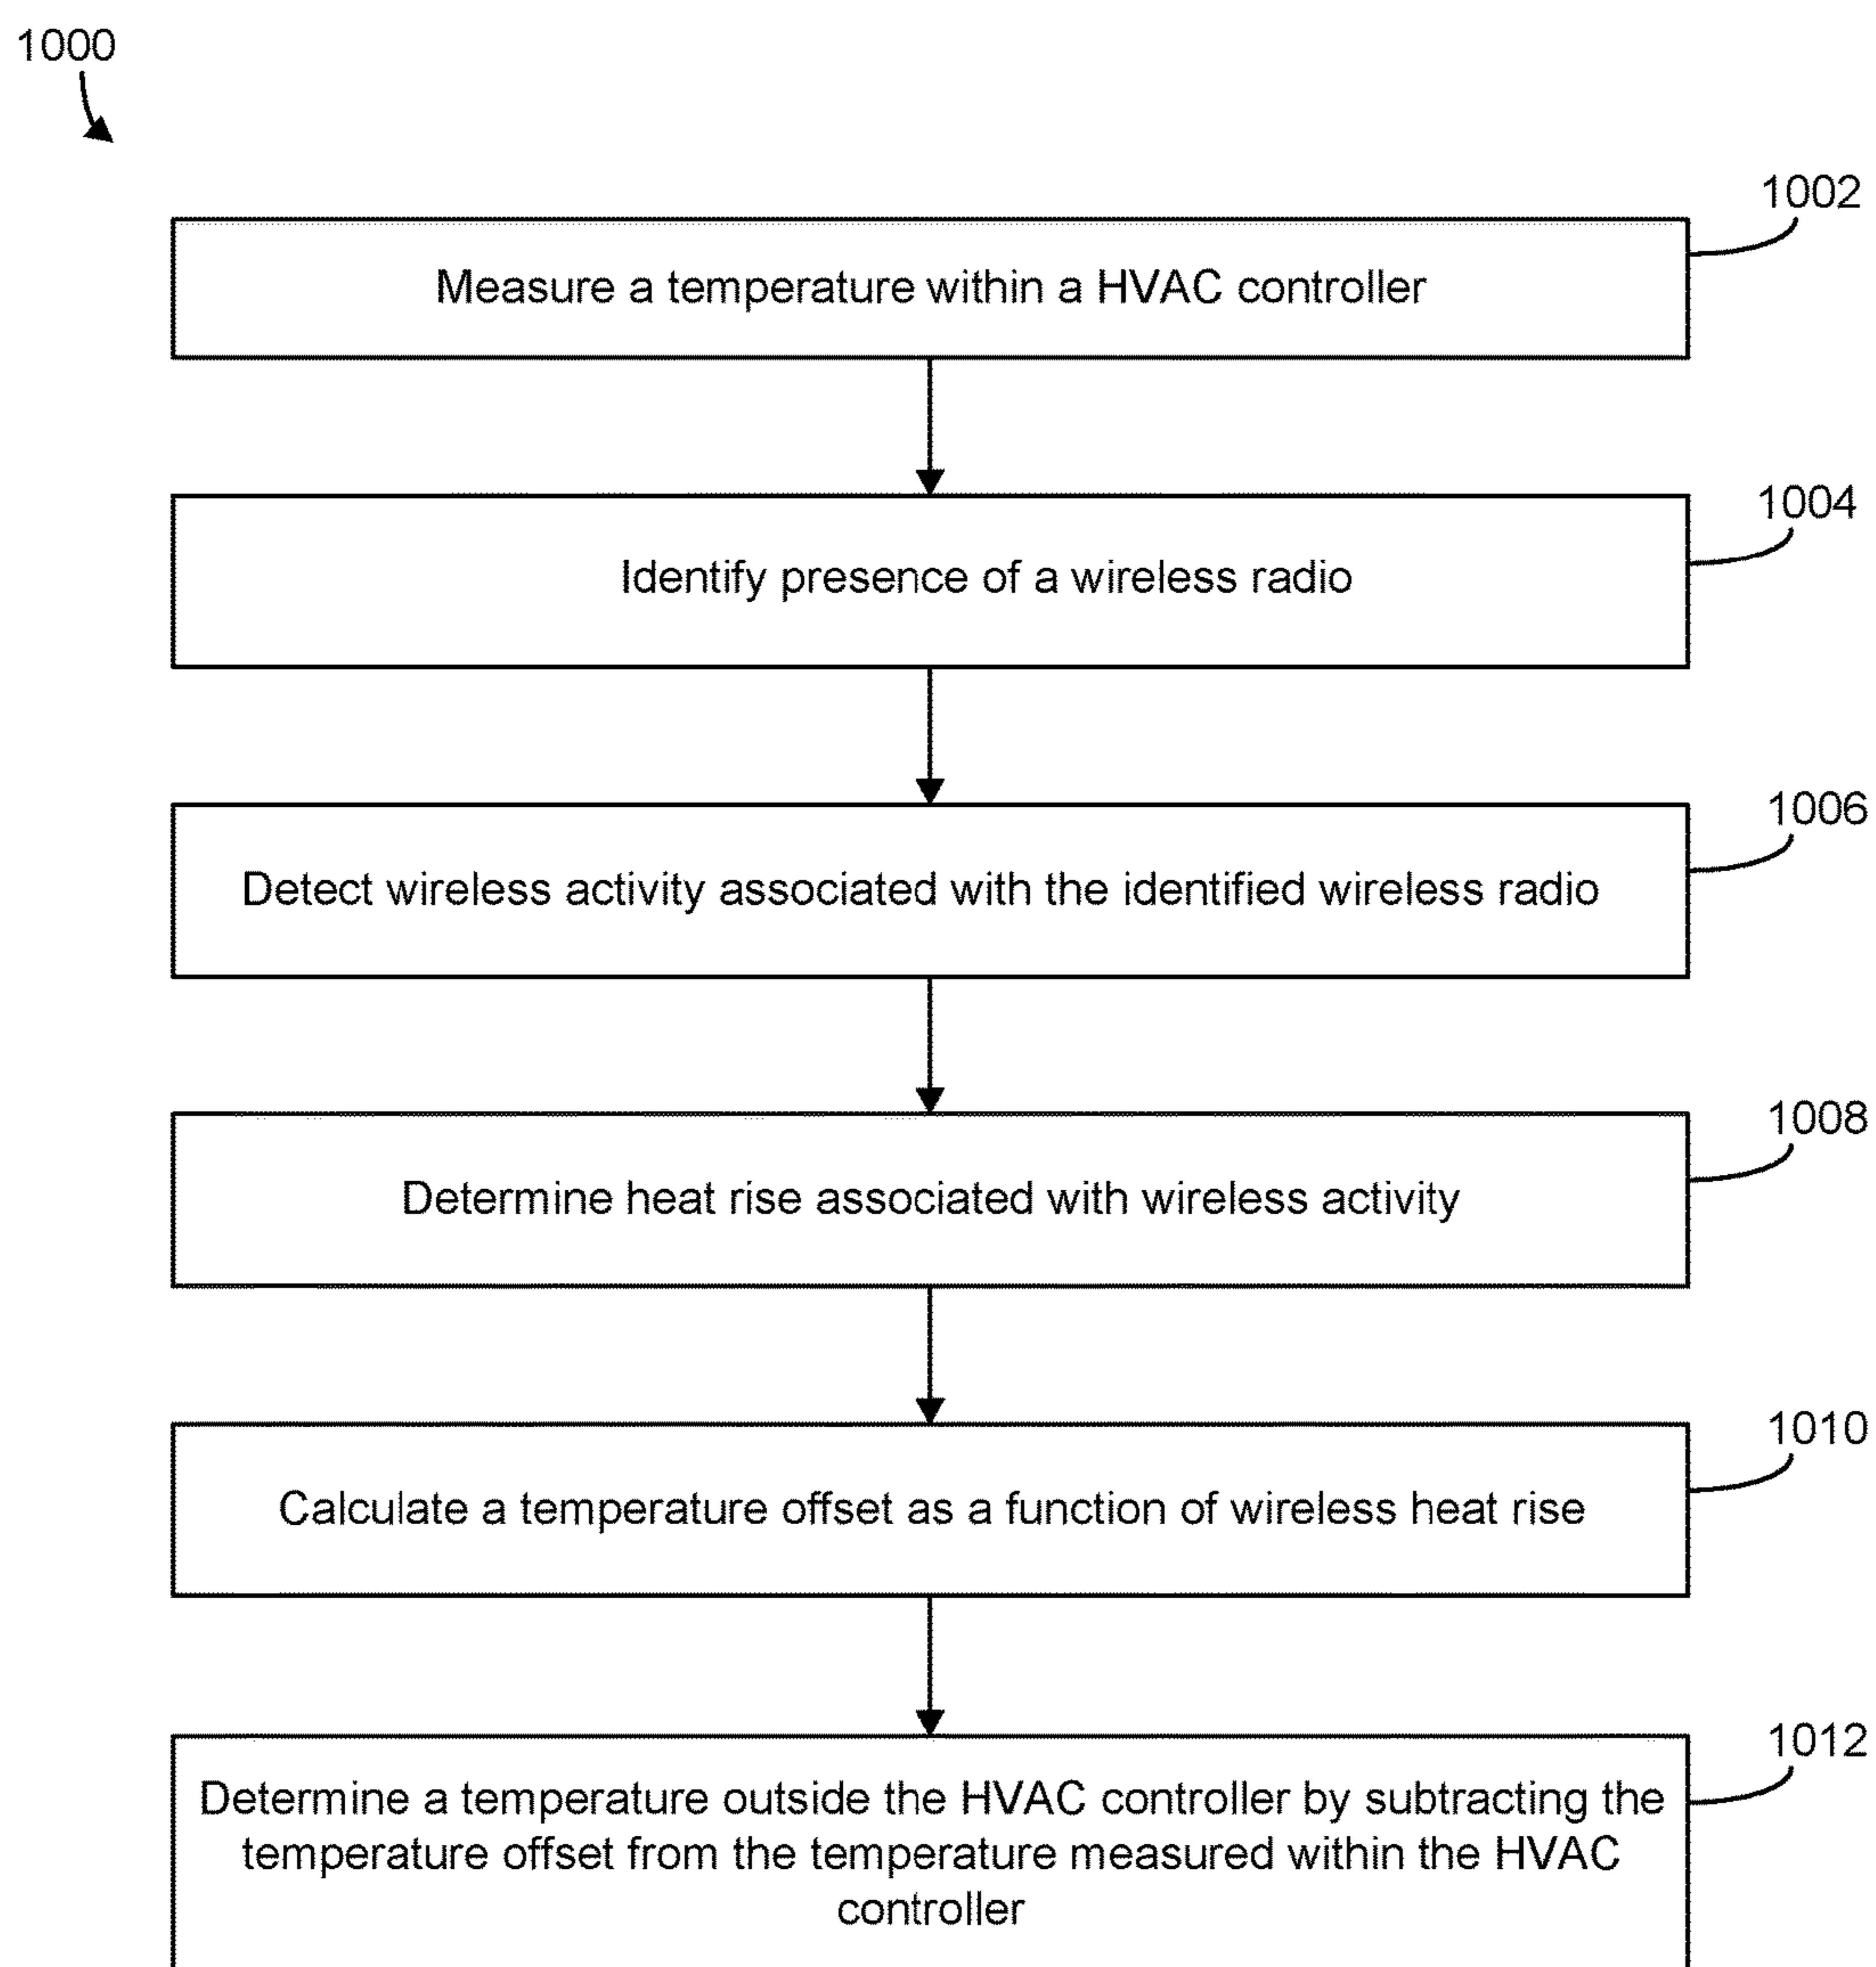 1000
1002
Measure a temperature within a HVAC controller
1004
Identify presence of a wireless radio
1006
Detect wireless activity associated with the identified wireless radio
1008
Determine heat rise associated with wireless activity
1010
Calculate a temperature offset as a function of wireless heat rise
1012
Determine a temperature outside the HVAC controller by subtracting the
temperature offset from the temperature measured within the HVAC
controller